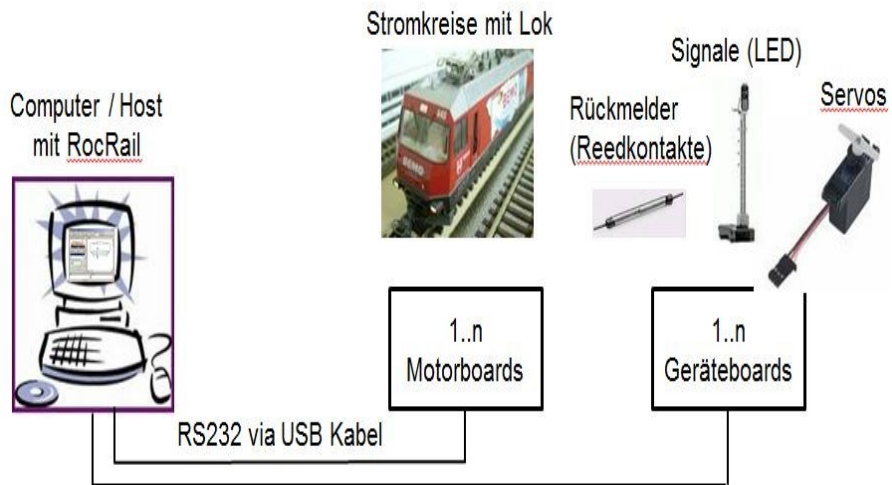 Stromkreise mit Lok
Signale (LED)
Computer / Host
mit RocRail
Rückmelder
(Reedkontakte)
Servos
BEMO
1..n
Motorboards
1..n
Geräteboards
RS232 via USB Kabel